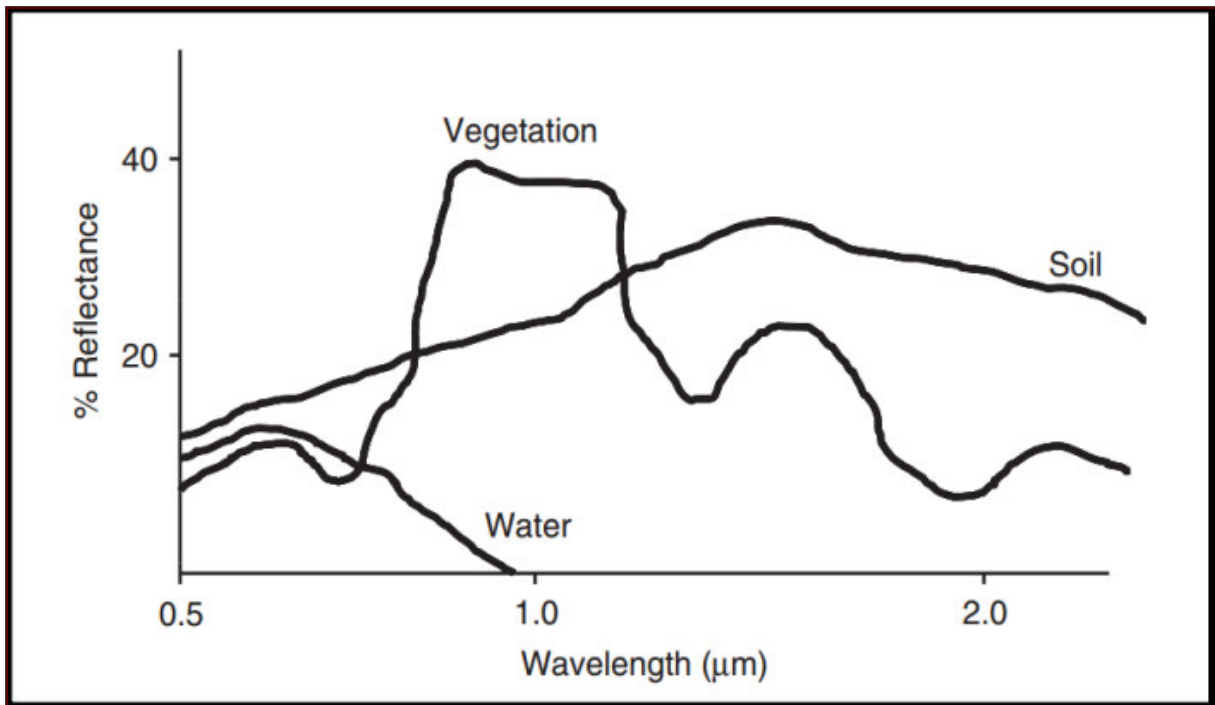 Vegetation
40
% Reflectance
Soil
20
Water
0.5
1.0
2.0
Wavelength (μm)